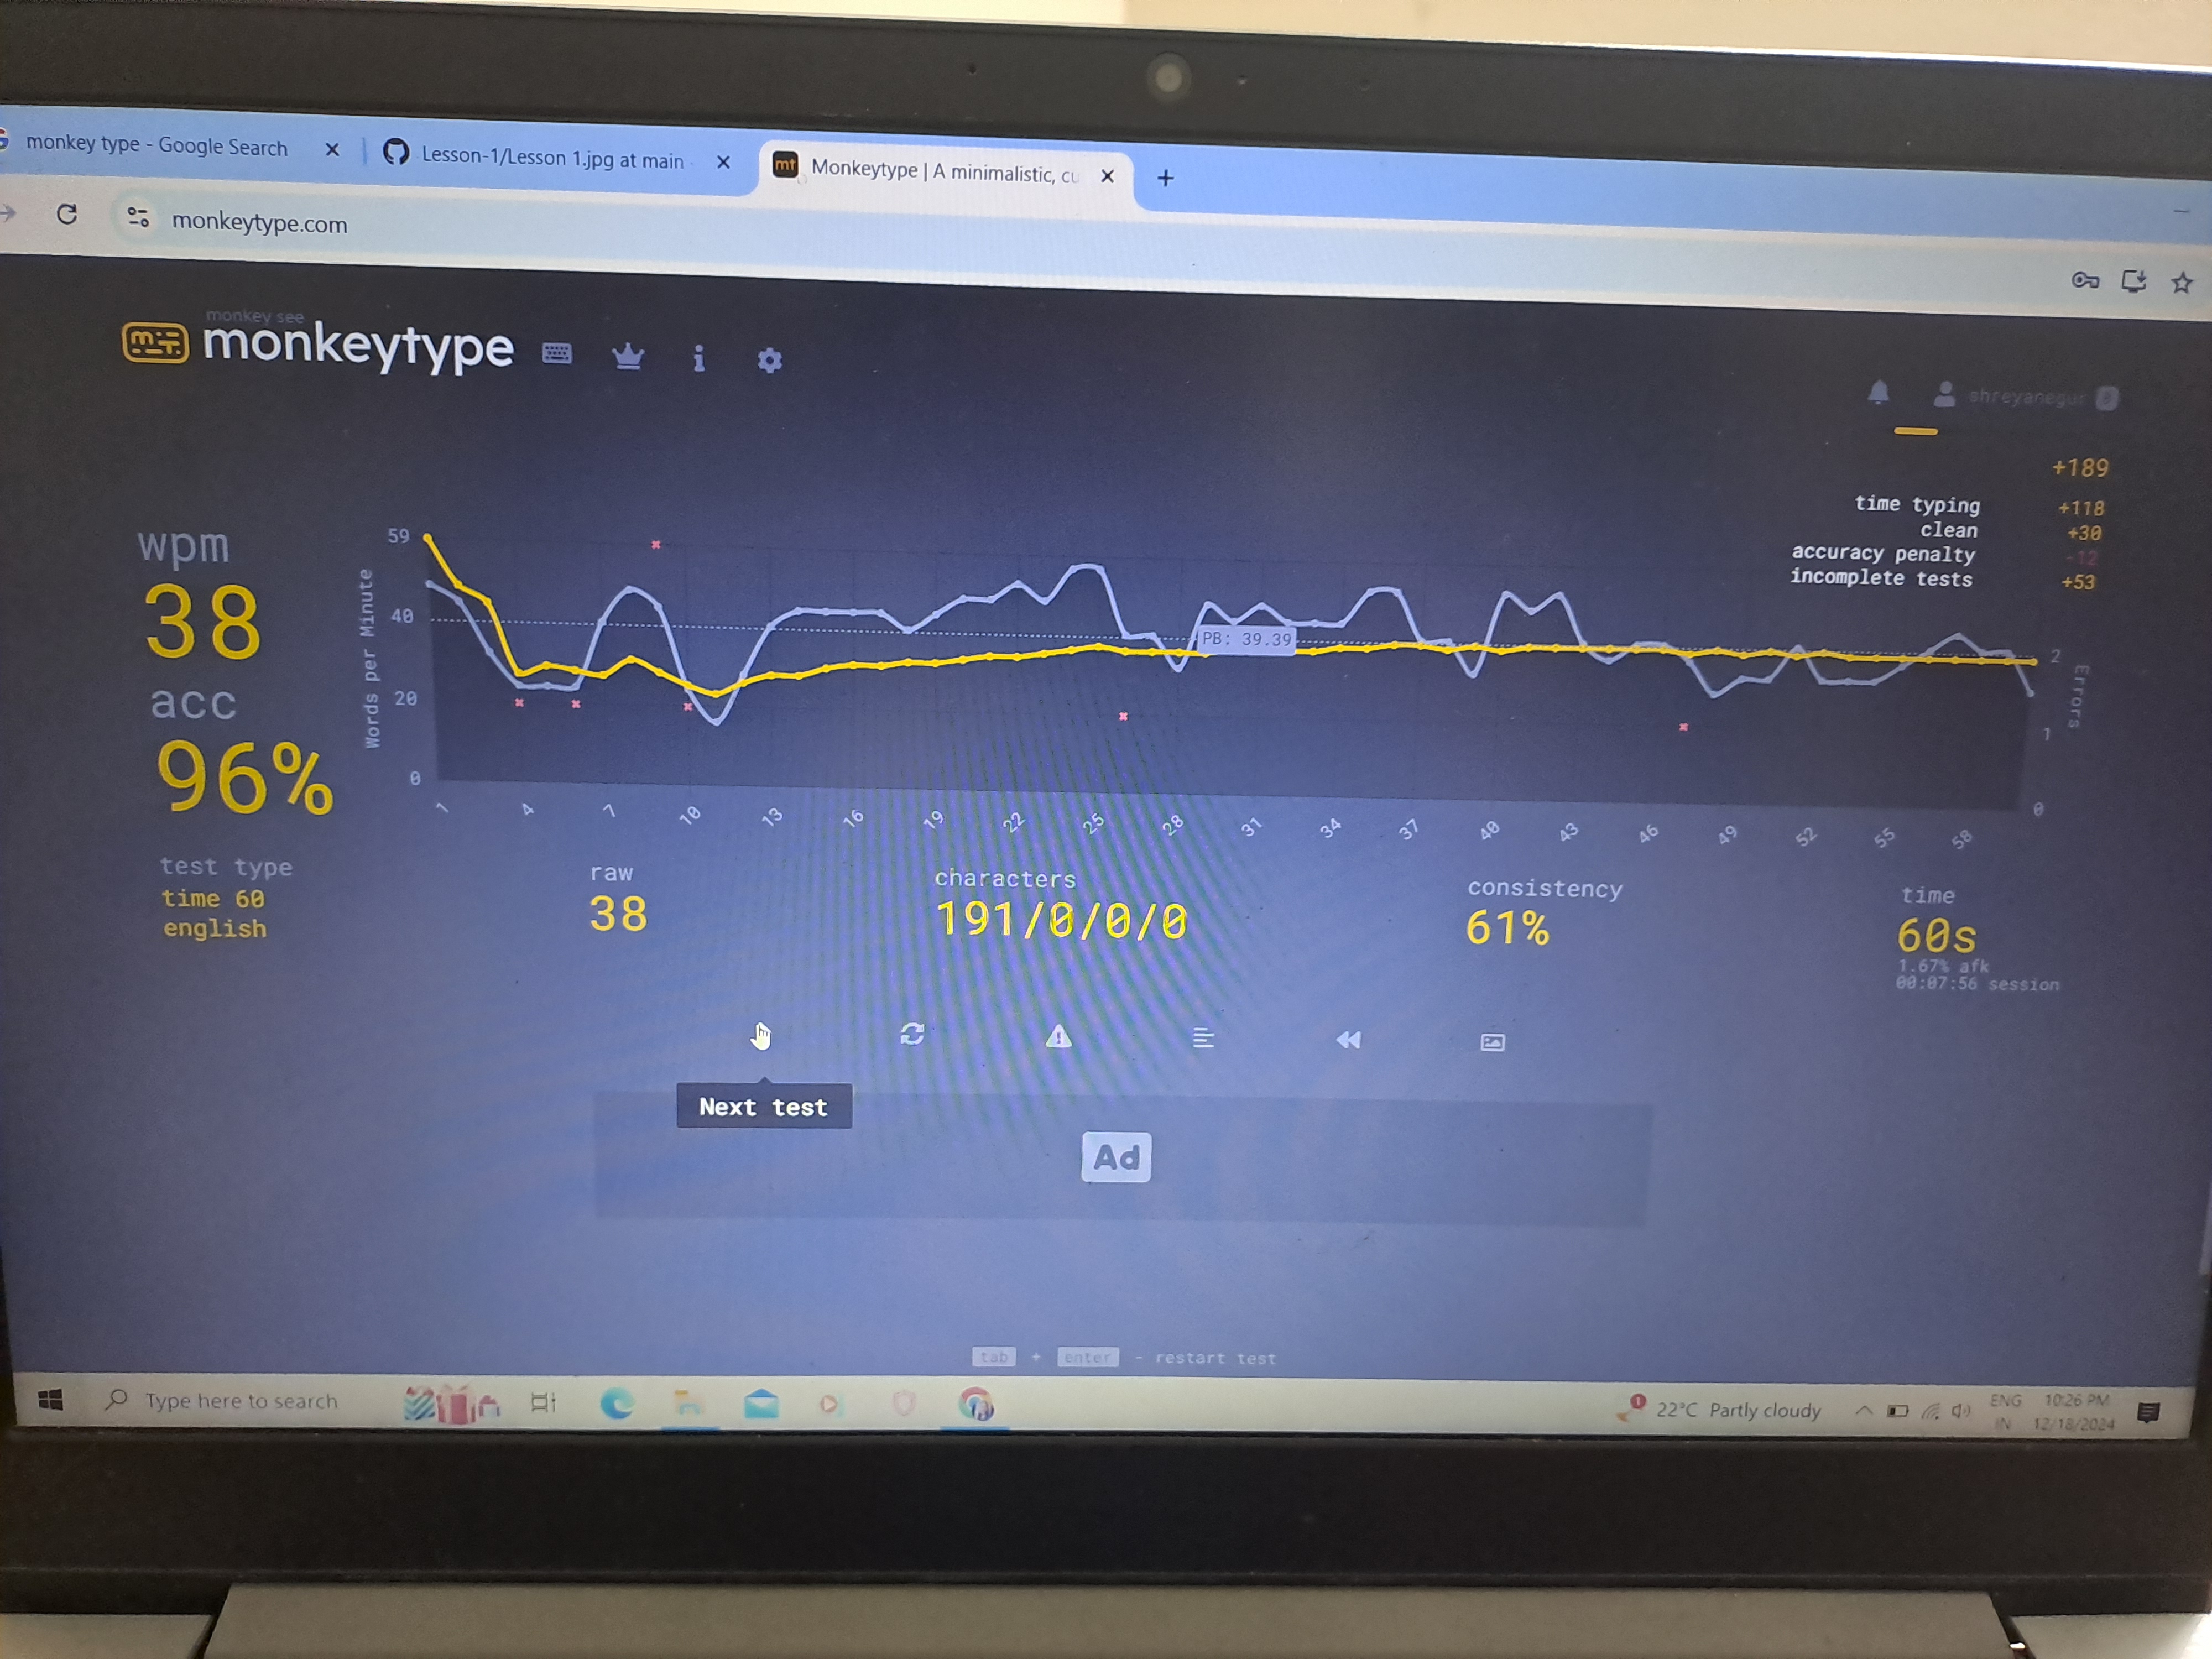 monkey type - Google Search
Lesson-1/Lesson 1.jpg at main
Monkeytype | A minimalistic, cu
monkeytype.com
monkey see
monkeytype
shreyanegur
+189
time typing +118
clean +30
accuracy penalty -12
incomplete tests +53
wpm
38
acc
96%
Words per Minute
59
40
20
0
PB: 39.39
2
1
0
Errors
1 4 7 10 13 16 19 22 25 28 31 34 37 40 43 46 49 52 55 58
test type
time 60
english
raw
38
characters
191/0/0/0
consistency
61%
time
60s
1.67% afk
00:07:56 session
Next test
Ad
tab + enter - restart test
Type here to search
22°C Partly cloudy
ENG
IN
10:26 PM
12/18/2024